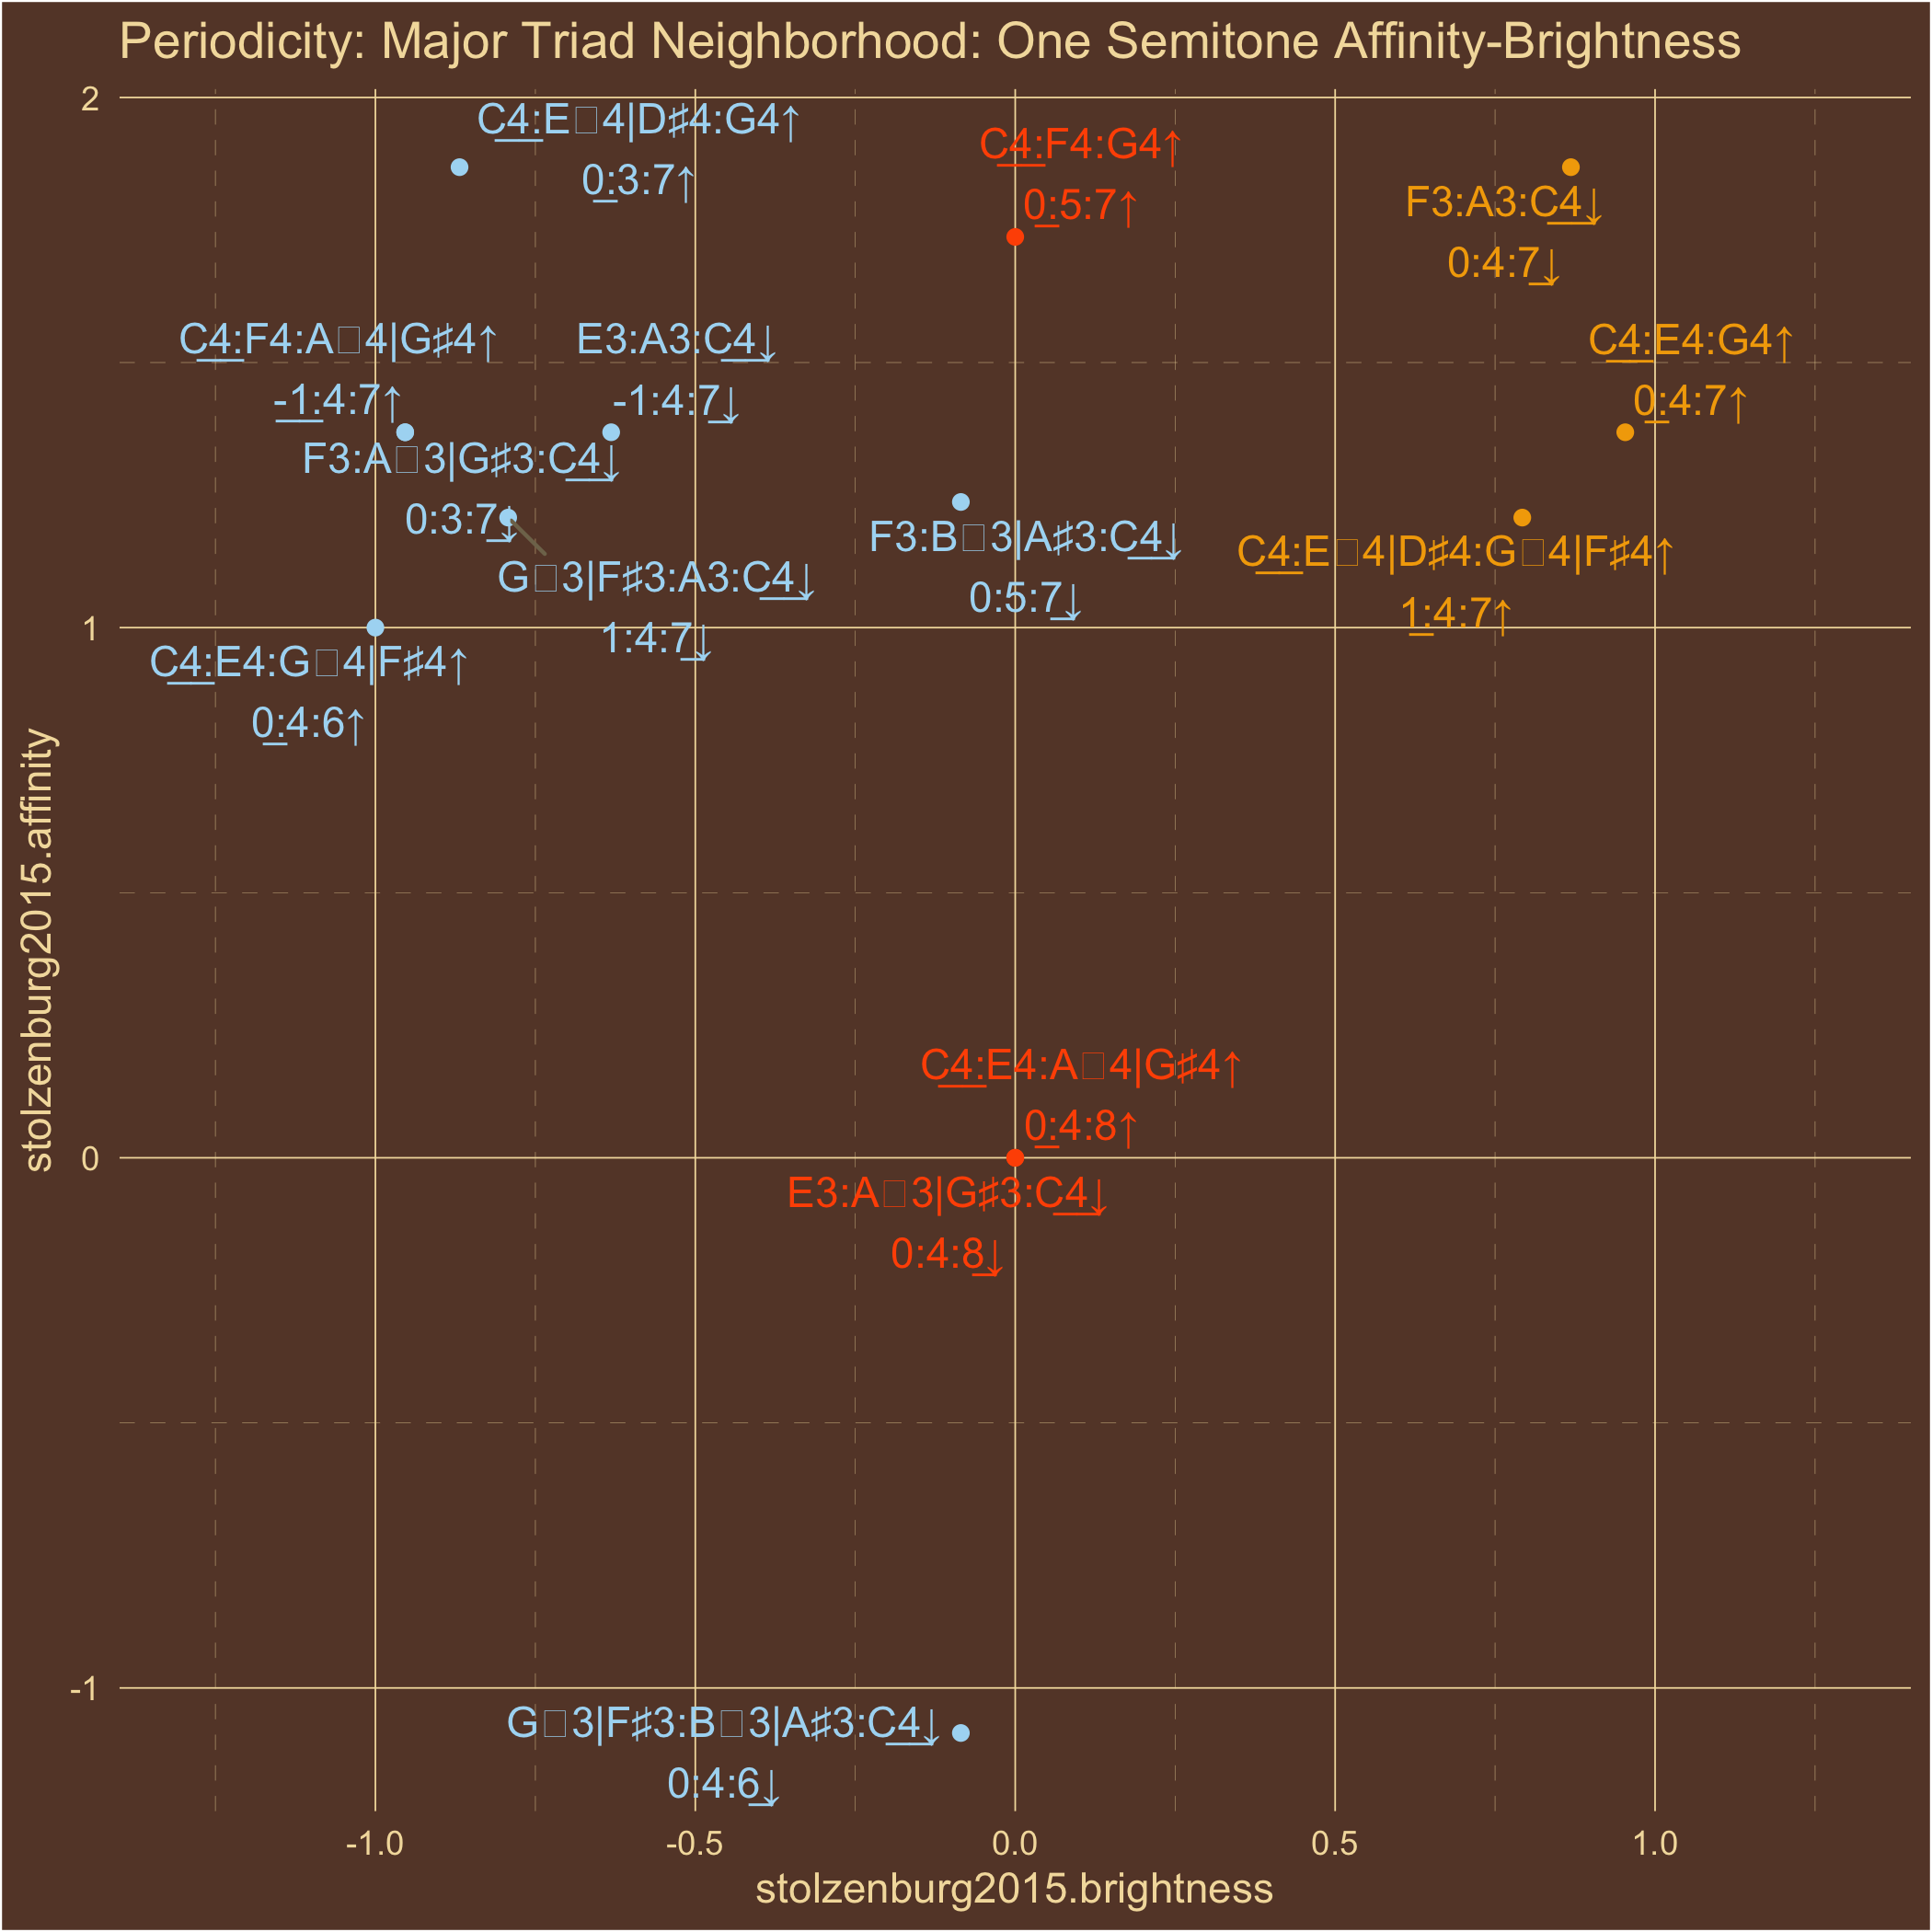 Periodicity: Major Triad Neighborhood: One Semitone Affinity-Brightness
2
C4:E□4|D♯4:G4↑
0:3:7↑
C4:F4:G4↑
0:5:7↑
F3:A3:C4↓
0:4:7↓
C4:F4:A□4|G♯4↑
-1:4:7↑
E3:A3:C4↓
-1:4:7↓
C4:E4:G4↑
0:4:7↑
F3:A□3|G♯3:C4↓
0:3:7↓
F3:B□3|A♯3:C4↓
0:5:7↓
C4:E□4|D♯4:G□4|F♯4↑
1:4:7↑
G□3|F♯3:A3:C4↓
1:4:7↓
1
C4:E4:G□4|F♯4↑
0:4:6↑
stolzenburg2015.affinity
C4:E4:A□4|G♯4↑
0:4:8↑
0
E3:A□3|G♯3:C4↓
0:4:8↓
-1
G□3|F♯3:B□3|A♯3:C4↓
0:4:6↓
-1.0 -0.5 0.0 0.5 1.0
stolzenburg2015.brightness